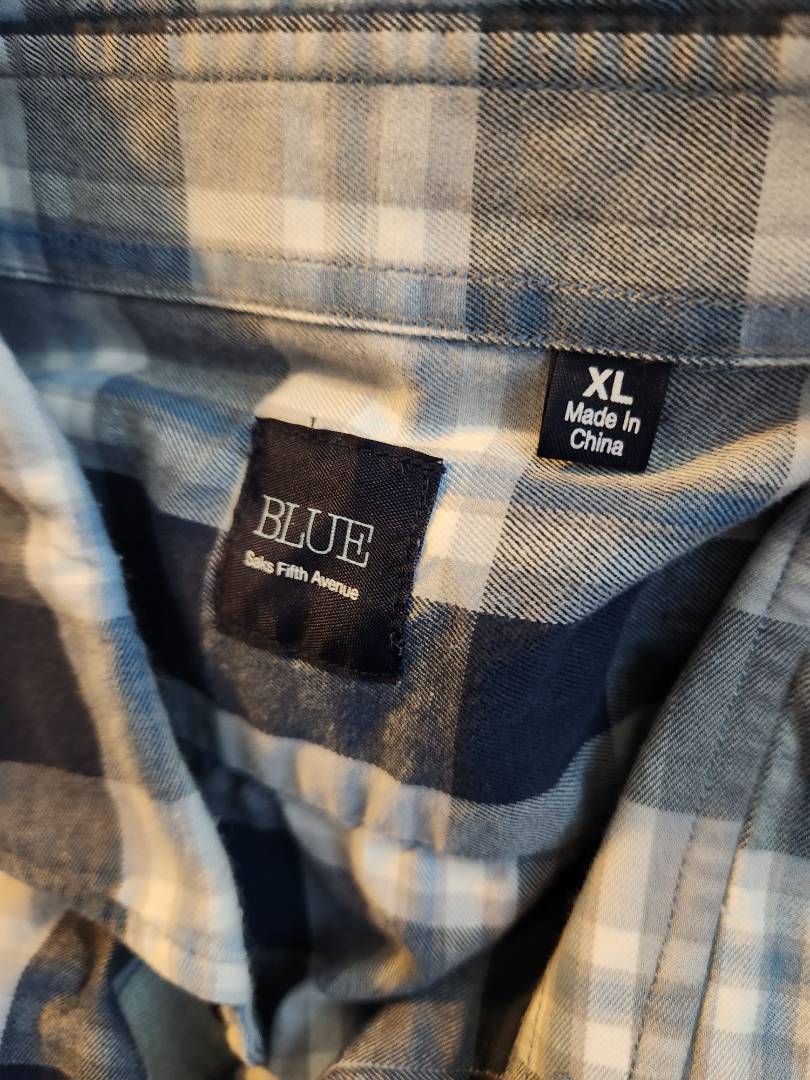 BLUE
Saks Fifth Avenue
XL
Made In
China